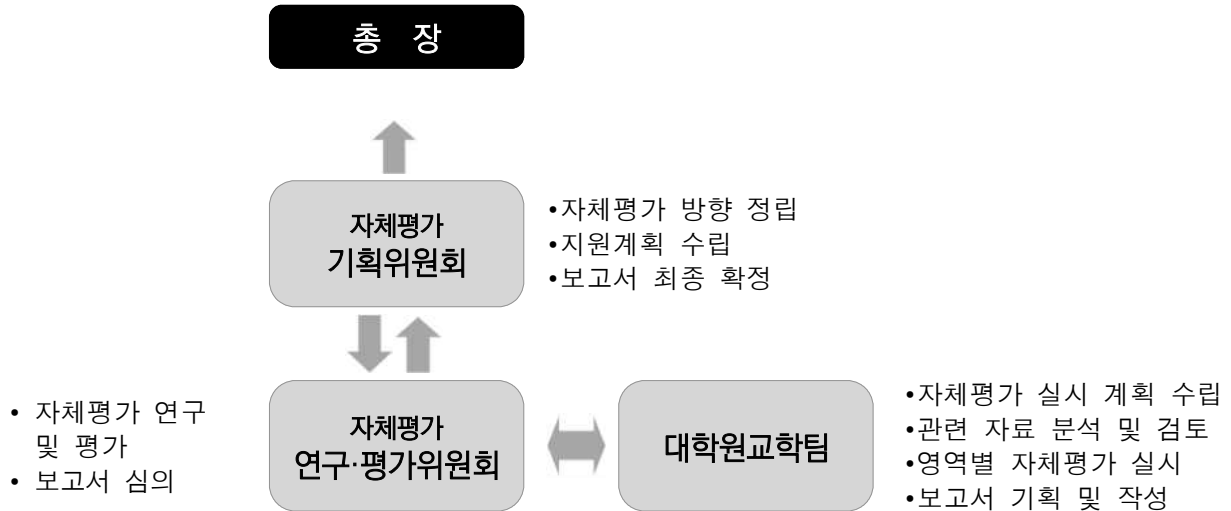 총 장
자체평가
기획위원회
•자체평가 방향 정립
•지원계획 수립
•보고서 최종 확정
• 자체평가 연구
및 평가
• 보고서 심의
자체평가
연구·평가위원회
대학원교학팀
•자체평가 실시 계획 수립
•관련 자료 분석 및 검토
•영역별 자체평가 실시
•보고서 기획 및 작성